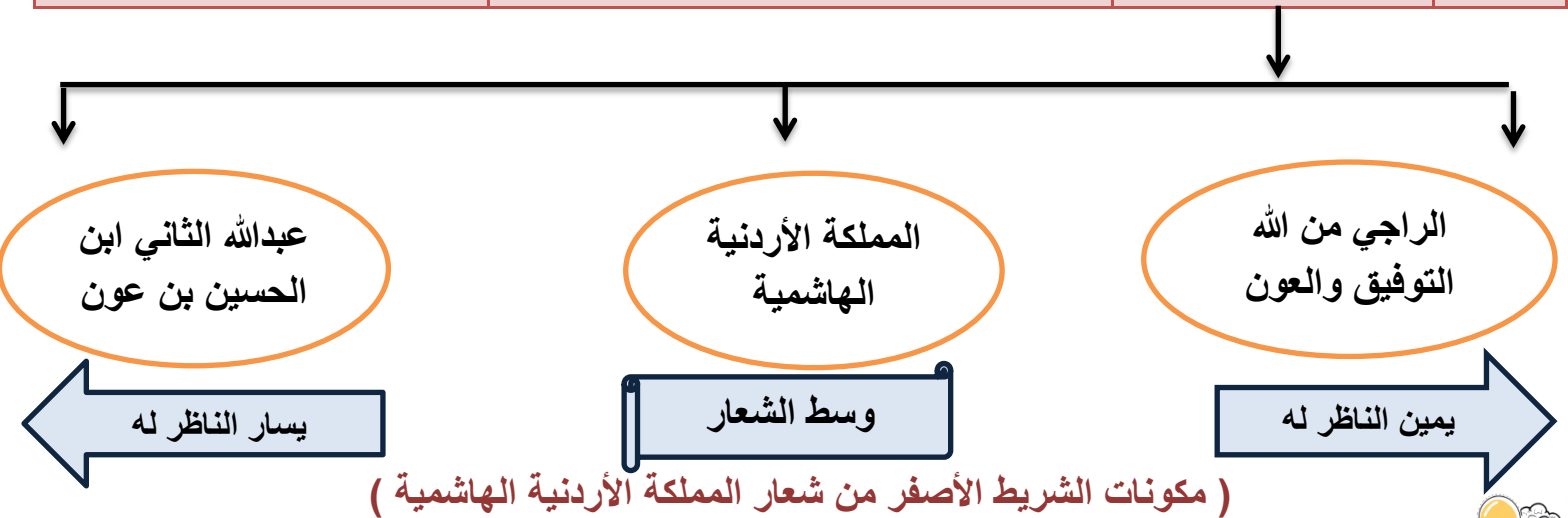 الراجي من الله
التوفيق والعون
المملكة الأردنية
الهاشمية
عبدالله الثاني ابن
الحسين بن عون
يمين الناظر له
وسط الشعار
يسار الناظر له
( مكونات الشريط الأصفر من شعار المملكة الأردنية الهاشمية )